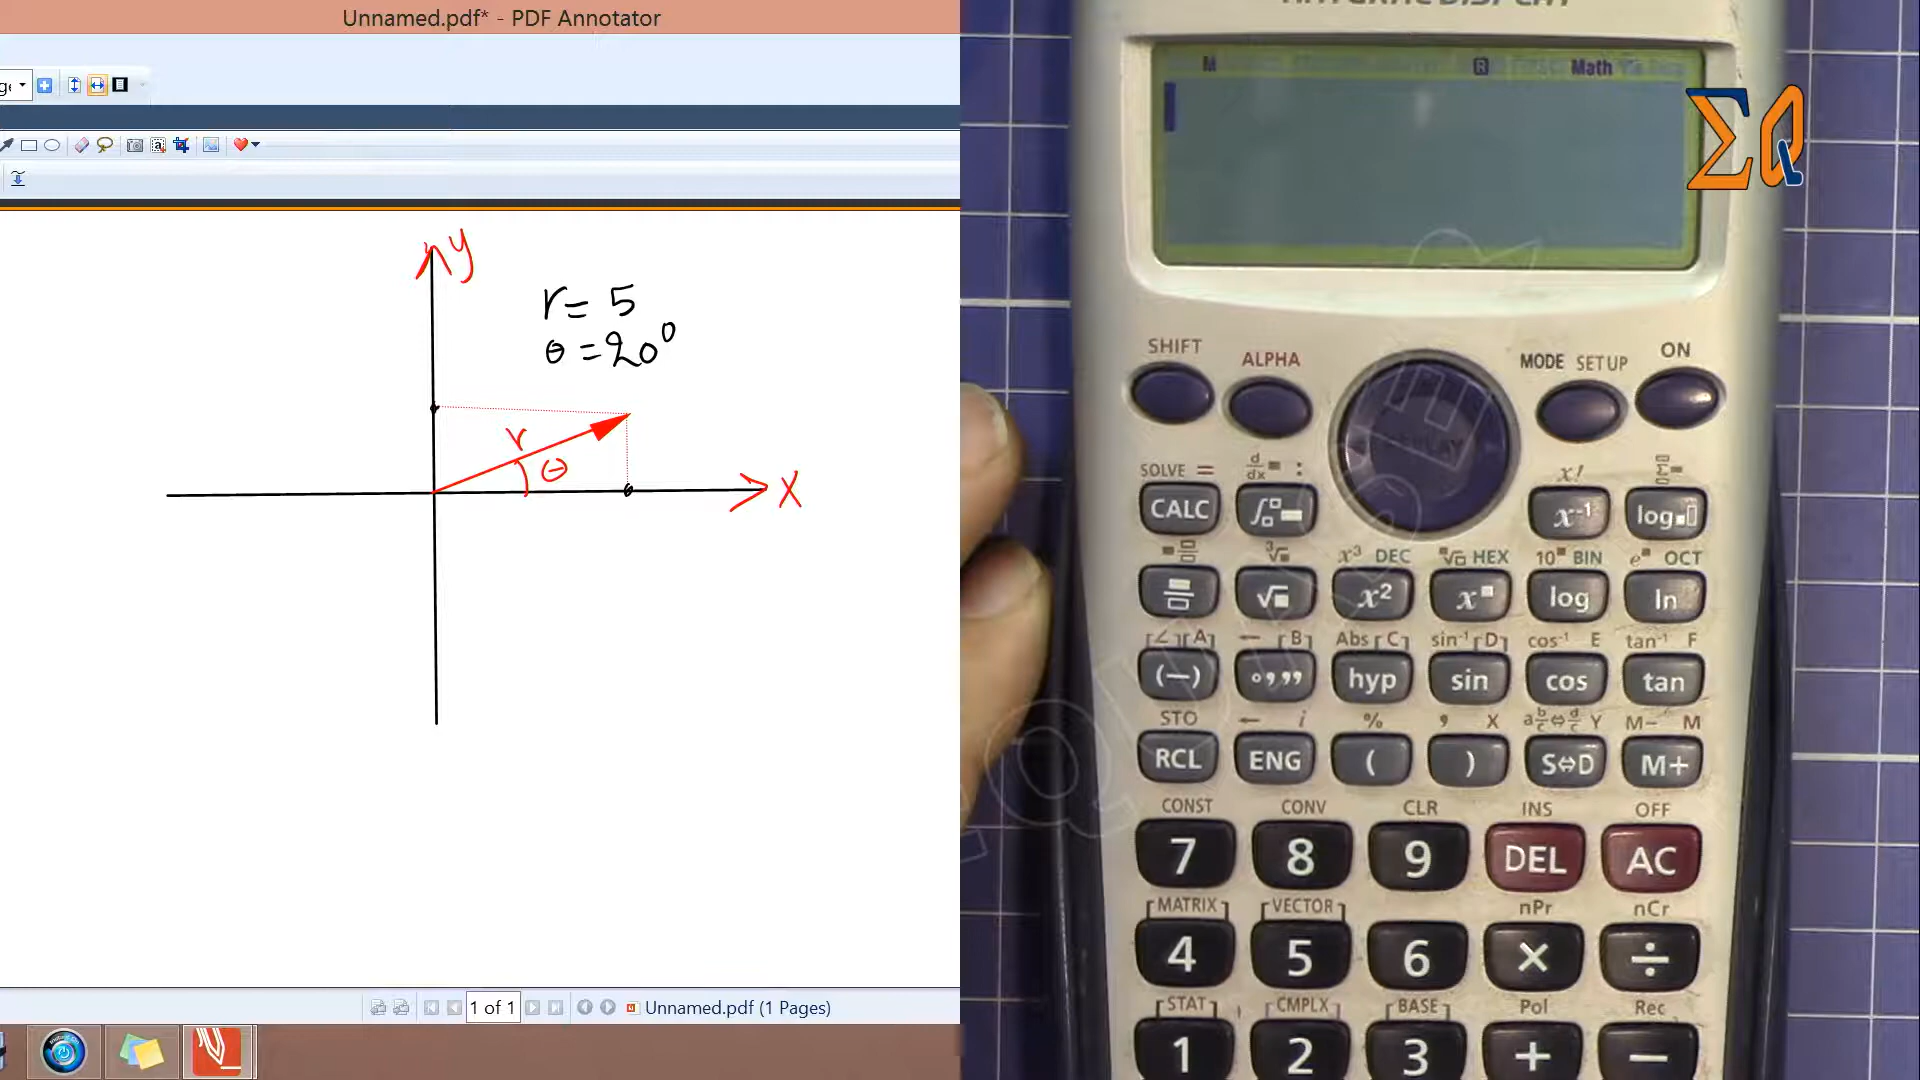 Unnamed.pdf* - PDF Annotator
y
r = 5
θ = 20°
r
θ
X
1 of 1
Unnamed.pdf (1 Pages)
M R Math
ΣQ
SHIFT ALPHA MODE SETUP ON
SOLVE = d/dx : x! Σ
CALC x⁻¹ log
³√ x³ DEC √ HEX 10 BIN e OCT
√ x² x log ln
∠ A ← B Abs C sin⁻¹ D cos⁻¹ E tan⁻¹ F
(−) °,,, hyp sin cos tan
STO ← i % , X a b/c⇔d/c Y M− M
RCL ENG ( ) S⇔D M+
CONST CONV CLR INS OFF
7 8 9 DEL AC
MATRIX VECTOR nPr nCr
4 5 6 × ÷
STAT CMPLX BASE Pol Rec
1 2 3 + −